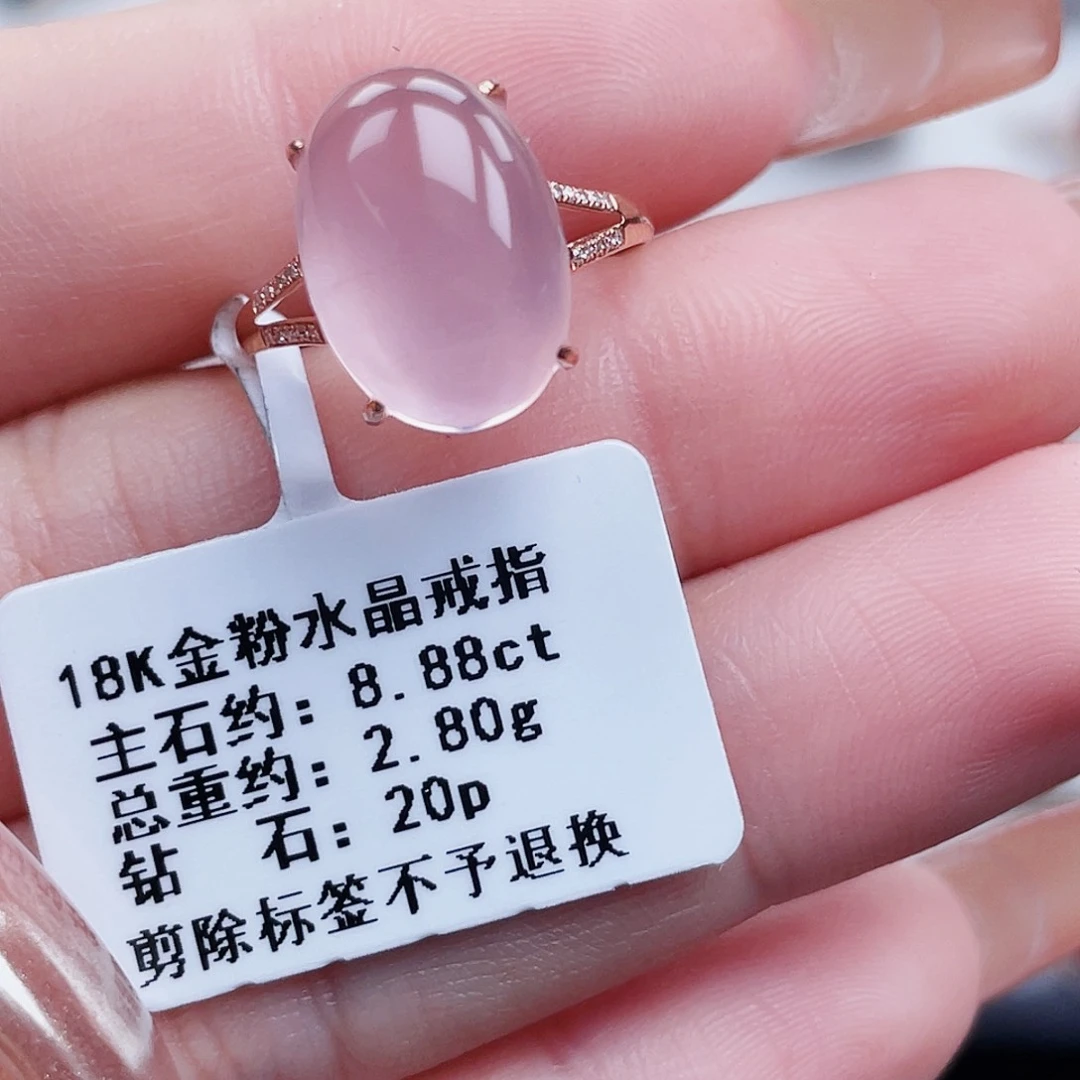 18K金粉水晶戒指
主石约：8.88ct
总重约：2.80g
钻 石：20p
剪除标签不予退换